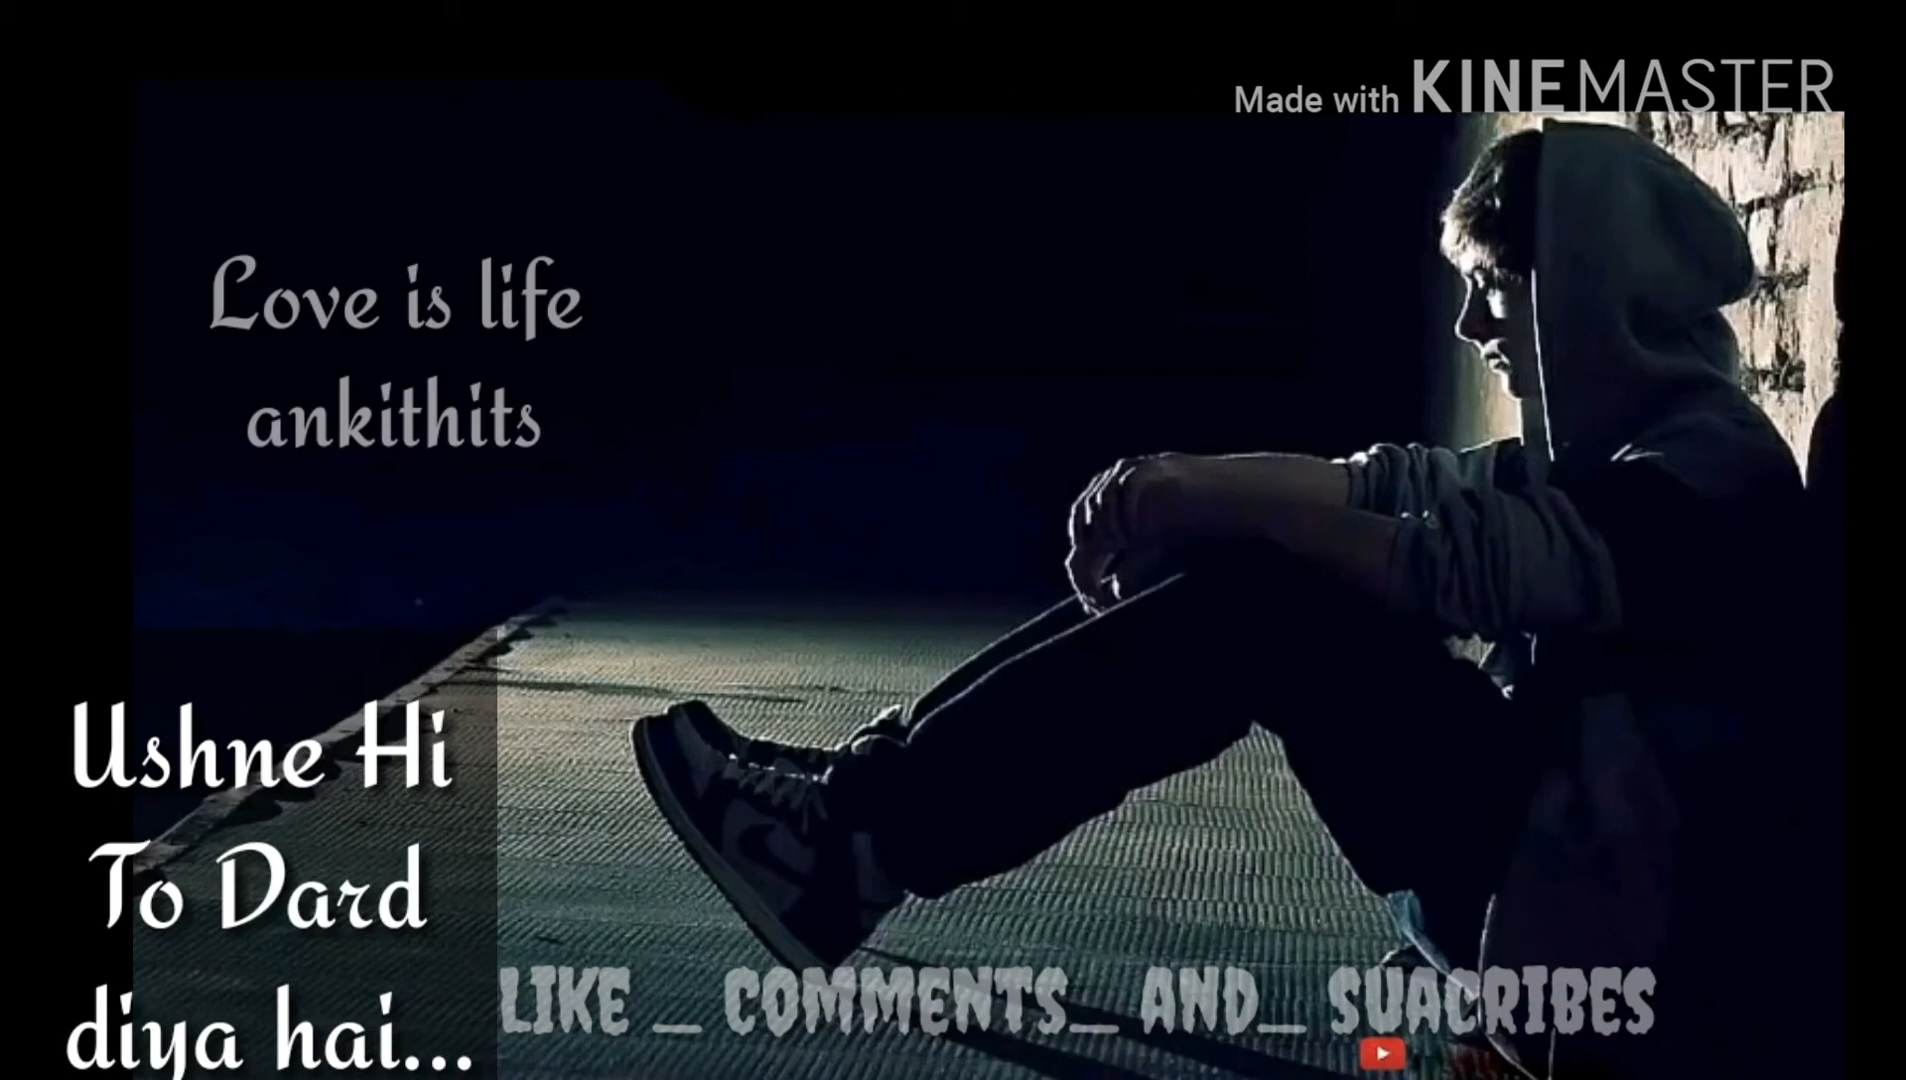 Made with KINEMASTER
Love is life
ankithits
Ushne Hi
To Dard
diya hai...
LIKE _ COMMENTS_ AND_ SUACRIBES